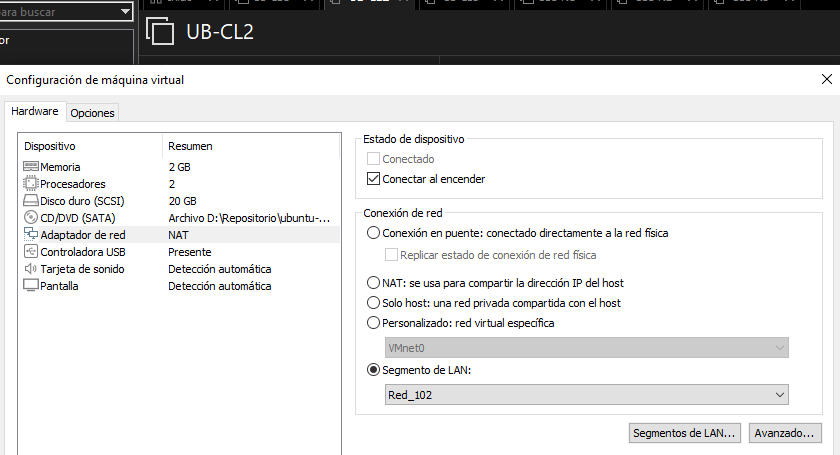 para buscar
or
UB-CL2
Configuración de máquina virtual
Hardware Opciones
Dispositivo Resumen
Memoria 2 GB
Procesadores 2
Disco duro (SCSI) 20 GB
CD/DVD (SATA) Archivo D:\Repositorio\ubuntu-...
Adaptador de red NAT
Controladora USB Presente
Tarjeta de sonido Detección automática
Pantalla Detección automática
Estado de dispositivo
Conectado
Conectar al encender
Conexión de red
Conexión en puente: conectado directamente a la red física
Replicar estado de conexión de red física
NAT: se usa para compartir la dirección IP del host
Solo host: una red privada compartida con el host
Personalizado: red virtual específica
VMnet0
Segmento de LAN:
Red_102
Segmentos de LAN... Avanzado...